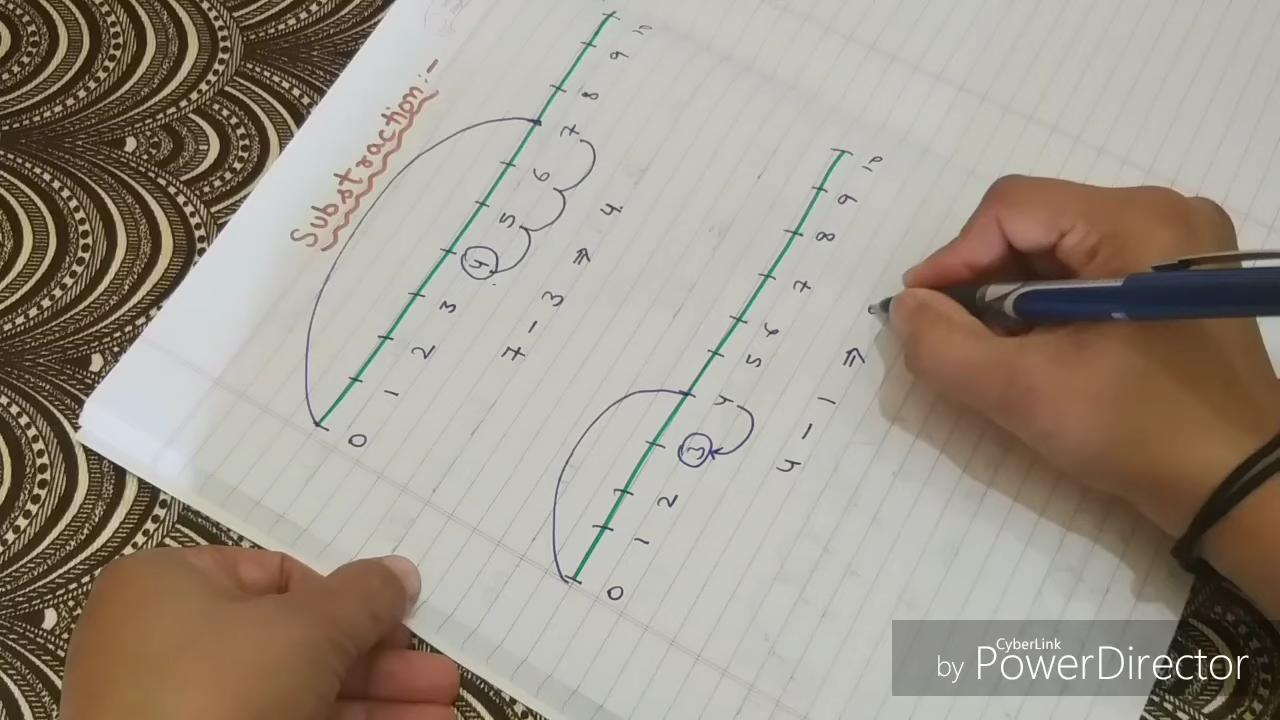 Substraction:-
0 1 2 3 4 5 6 7 8 9 10
7 - 3 ⇒ 4
0 1 2 3 4 5 6 7 8 9 10
4 - 1 ⇒
CyberLink
by PowerDirector